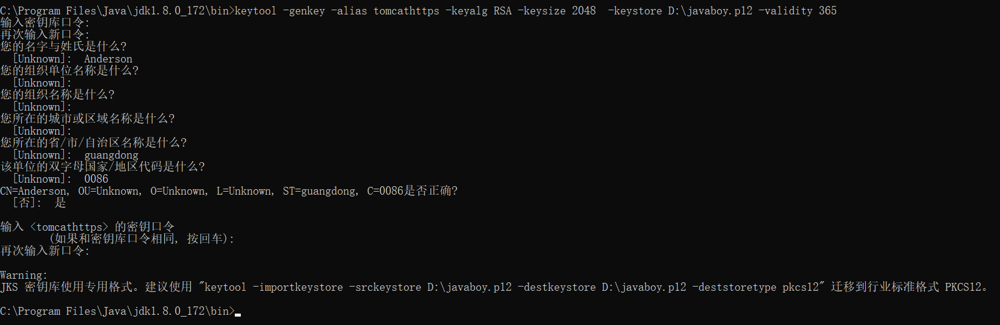 C:\Program Files\Java\jdk1.8.0_172\bin>keytool -genkey -alias tomcathttps -keyalg RSA -keysize 2048  -keystore D:\javaboy.p12 -validity 365
输入密钥库口令:
再次输入新口令:
您的名字与姓氏是什么?
  [Unknown]:  Anderson
您的组织单位名称是什么?
  [Unknown]:
您的组织名称是什么?
  [Unknown]:
您所在的城市或区域名称是什么?
  [Unknown]:
您所在的省/市/自治区名称是什么?
  [Unknown]:  guangdong
该单位的双字母国家/地区代码是什么?
  [Unknown]:  0086
CN=Anderson, OU=Unknown, O=Unknown, L=Unknown, ST=guangdong, C=0086是否正确?
  [否]:  是
输入 <tomcathttps> 的密钥口令
        (如果和密钥库口令相同, 按回车):
再次输入新口令:
Warning:
JKS 密钥库使用专用格式。建议使用 "keytool -importkeystore -srckeystore D:\javaboy.p12 -destkeystore D:\javaboy.p12 -deststoretype pkcs12" 迁移到行业标准格式 PKCS12。
C:\Program Files\Java\jdk1.8.0_172\bin>